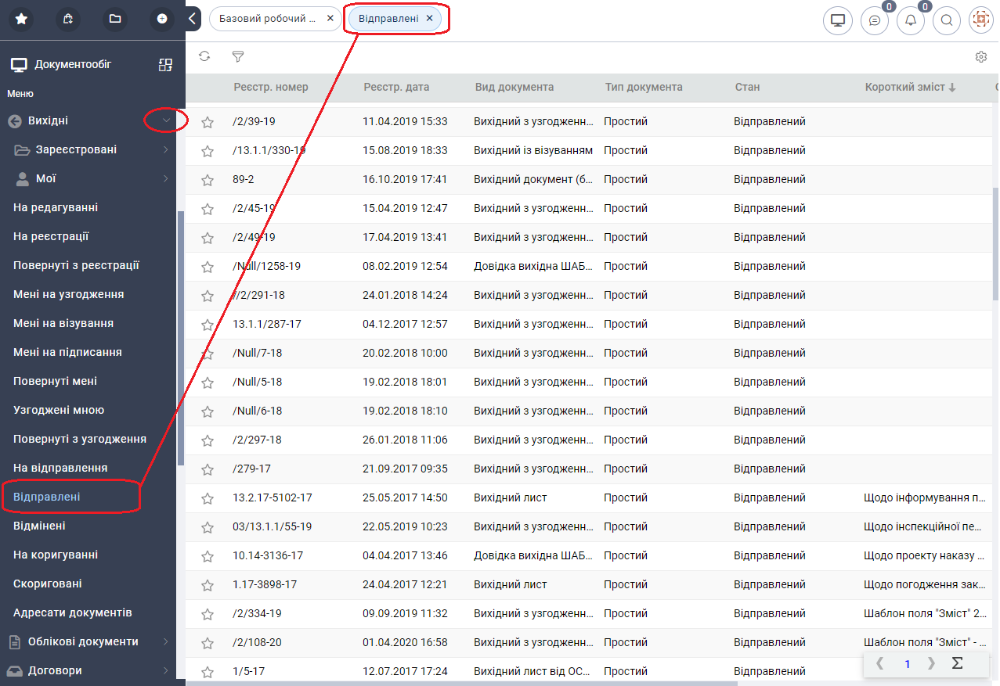 Базовий робочий ... ×
Відправлені ×
0
0
Документообіг
Меню
Вихідні
Зареєстровані
Мої
На редагуванні
На реєстрації
Повернуті з реєстрації
Мені на узгодження
Мені на візування
Мені на підписання
Повернуті мені
Узгоджені мною
Повернуті з узгодження
На відправлення
Відправлені
Відмінені
На коригуванні
Скориговані
Адресати документів
Облікові документи
Договори
Реєстр. номер Реєстр. дата Вид документа Тип документа Стан Короткий зміст
/2/39-19 11.04.2019 15:33 Вихідний з узгодженн... Простий Відправлений
/13.1.1/330-19 15.08.2019 18:33 Вихідний із візуванням Простий Відправлений
89-2 16.10.2019 17:41 Вихідний документ (б... Простий Відправлений
/2/45-19 15.04.2019 12:47 Вихідний з узгодженн... Простий Відправлений
/2/49-19 17.04.2019 13:41 Вихідний з узгодженн... Простий Відправлений
/Null/1258-19 08.02.2019 12:54 Довідка вихідна ШАБ... Простий Відправлений
//2/291-18 24.01.2018 14:24 Вихідний з узгодженн... Простий Відправлений
13.1.1/287-17 04.12.2017 12:57 Вихідний з узгодженн... Простий Відправлений
/Null/7-18 20.02.2018 10:00 Вихідний з узгодженн... Простий Відправлений
/Null/5-18 19.02.2018 18:01 Вихідний з узгодженн... Простий Відправлений
/Null/6-18 19.02.2018 18:10 Вихідний з узгодженн... Простий Відправлений
/2/297-18 26.01.2018 11:06 Вихідний з узгодженн... Простий Відправлений
/279-17 21.09.2017 09:35 Вихідний з узгодженн... Простий Відправлений
13.2.17-5102-17 25.05.2017 14:50 Вихідний лист Простий Відправлений Щодо інформування п...
03/13.1.1/55-19 22.05.2019 10:23 Вихідний з узгодженн... Простий Відправлений Щодо інспекційної пе...
10.14-3136-17 04.04.2017 13:46 Довідка вихідна ШАБ... Простий Відправлений Щодо проекту наказу ...
1.17-3898-17 24.04.2017 12:21 Вихідний лист Простий Відправлений Щодо погодження зак...
/2/334-19 09.09.2019 11:32 Вихідний з узгодженн... Простий Відправлений Шаблон поля "Зміст" 2...
/2/108-20 01.04.2020 16:58 Вихідний з узгодженн... Простий Відправлений Шаблон поля "Зміст" - ...
1/5-17 12.07.2017 17:24 Вихідний лист від ОС... Простий Відправлений
1 Σ